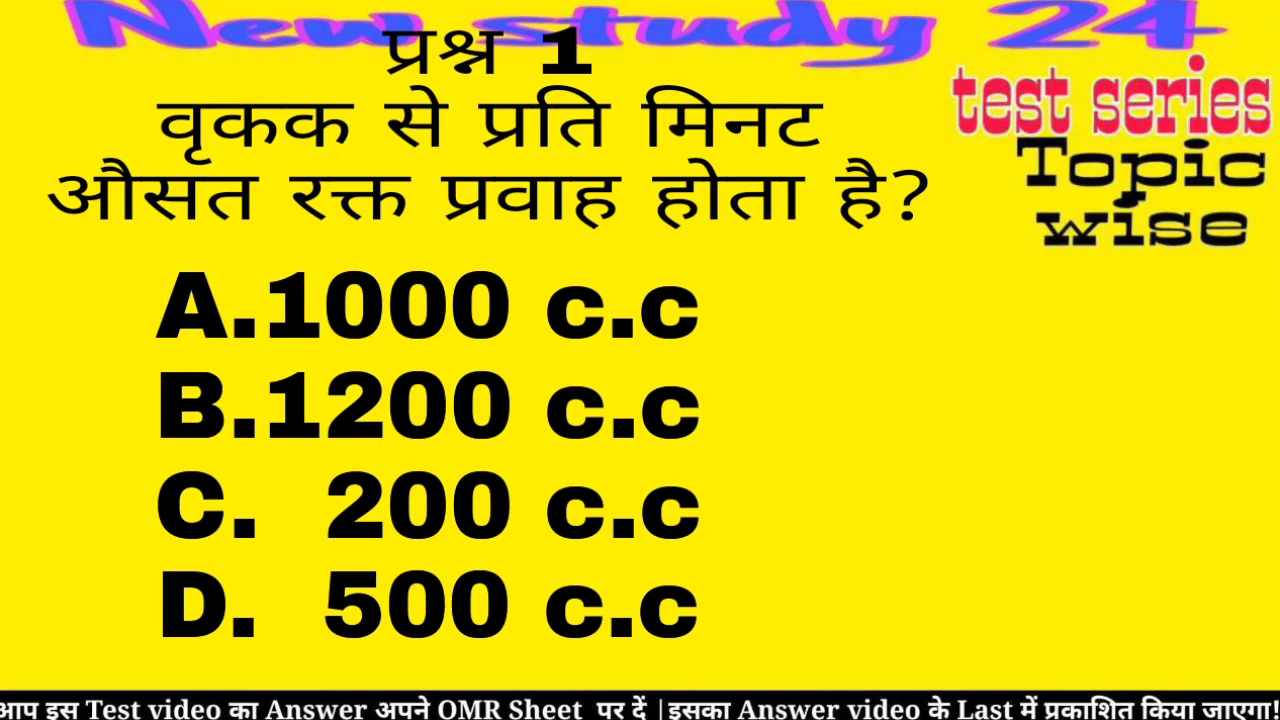 New study 24
प्रश्न 1
वृकक से प्रति मिनट
औसत रक्त प्रवाह होता है?
test series
Topic
wise
A.1000 c.c
B.1200 c.c
C. 200 c.c
D. 500 c.c
आप इस Test video का Answer अपने OMR Sheet पर दें |इसका Answer video के Last में प्रकाशित किया जाएगा!